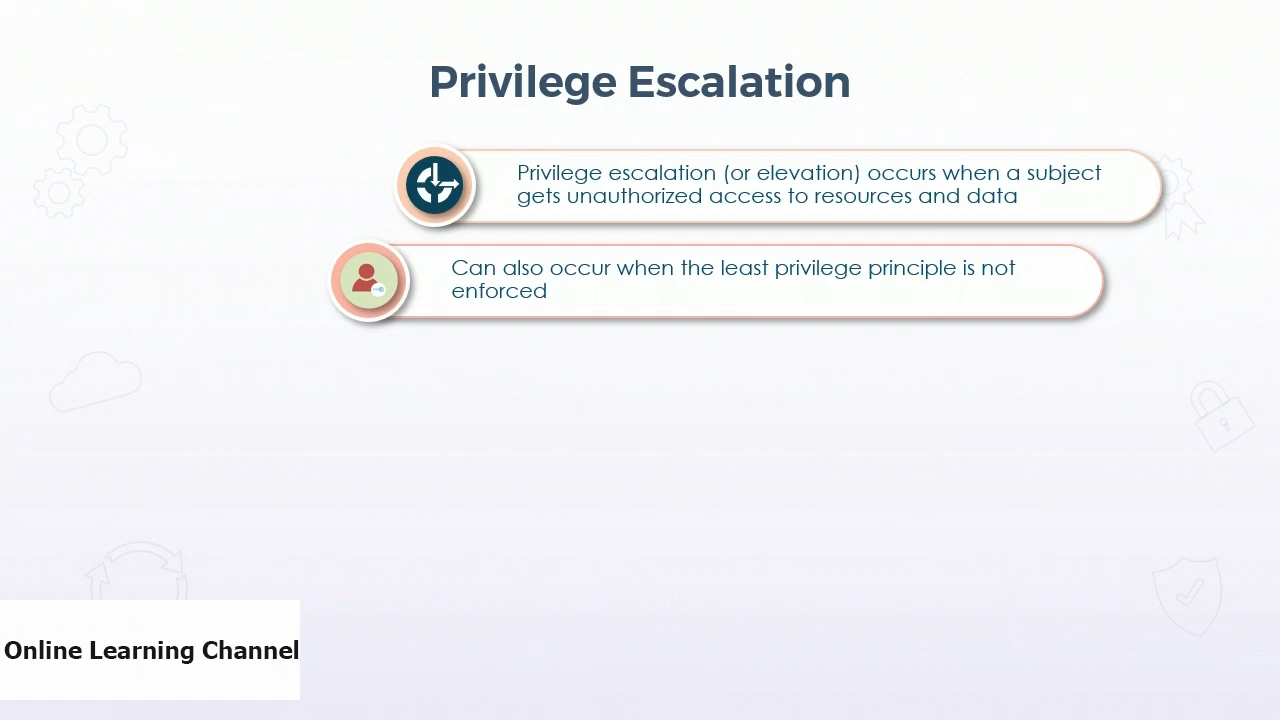 Privilege Escalation
Privilege escalation (or elevation) occurs when a subject
gets unauthorized access to resources and data
Can also occur when the least privilege principle is not
enforced
Online Learning Channel